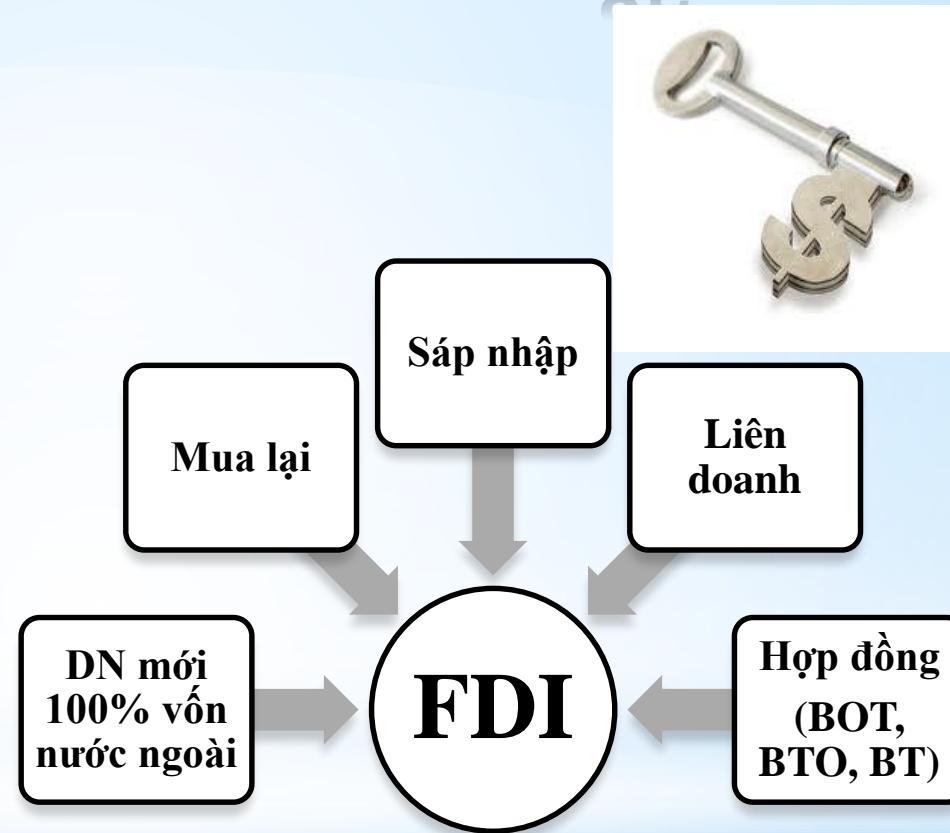 Sáp nhập
Mua lại
Liên
doanh
DN mới
100% vốn
nước ngoài
FDI
Hợp đồng
(BOT,
BTO, BT)